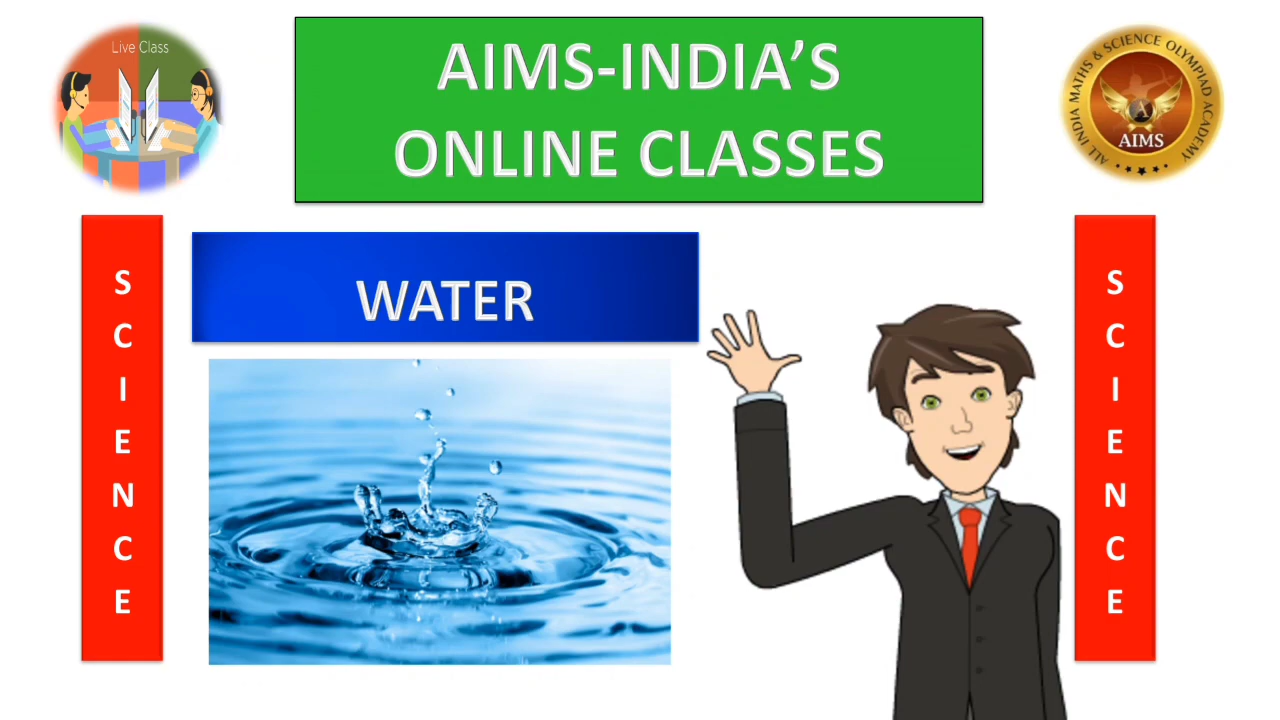 Live Class
AIMS-INDIA’S
ONLINE CLASSES
ALL INDIA MATHS & SCIENCE OLYMPIAD ACADEMY
A
AIMS
S
C
I
E
N
C
E
WATER
S
C
I
E
N
C
E